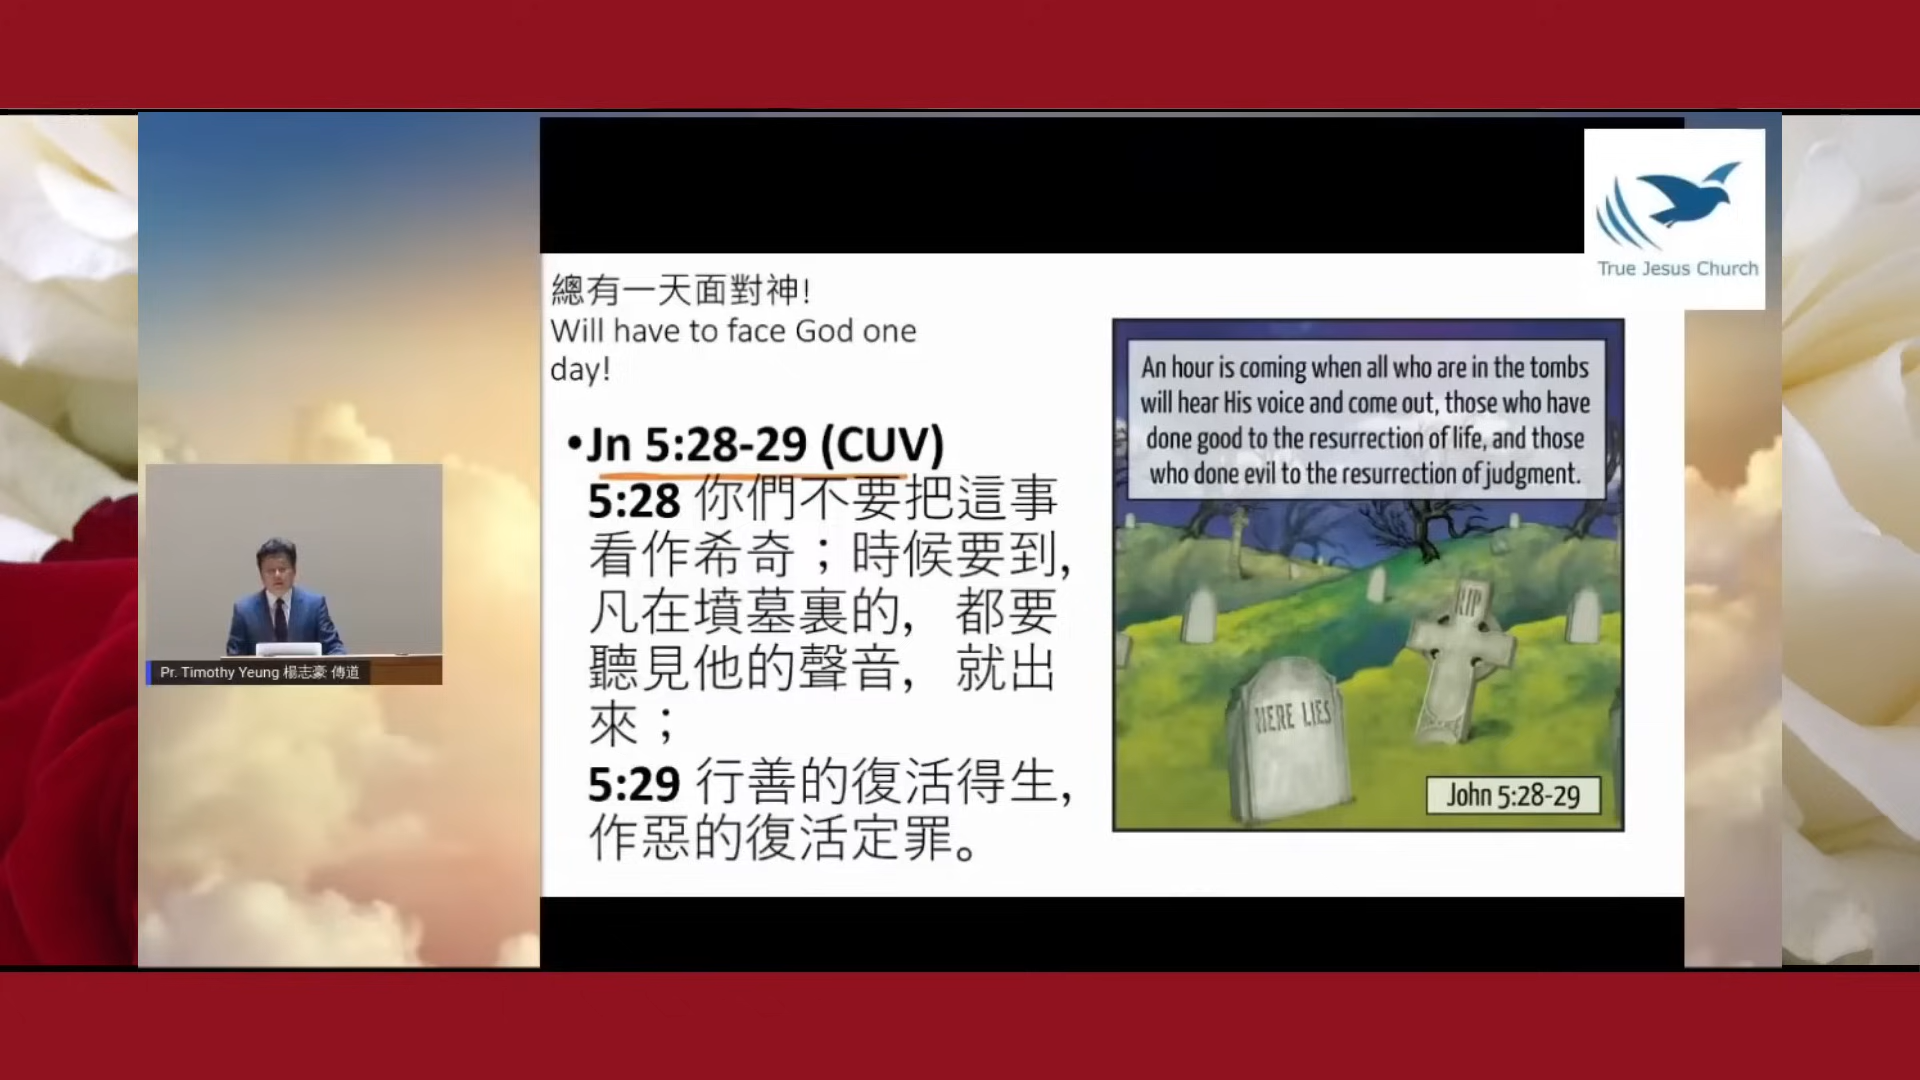 True Jesus Church
總有一天面對神!
Will have to face God one
day!
•Jn 5:28-29 (CUV)
5:28 你們不要把這事
看作希奇；時候要到,
凡在墳墓裏的, 都要
聽見他的聲音, 就出
來；
5:29 行善的復活得生,
作惡的復活定罪。
An hour is coming when all who are in the tombs
will hear His voice and come out, those who have
done good to the resurrection of life, and those
who done evil to the resurrection of judgment.
RIP
HERE LIES
John 5:28-29
Pr. Timothy Yeung 楊志豪 傳道